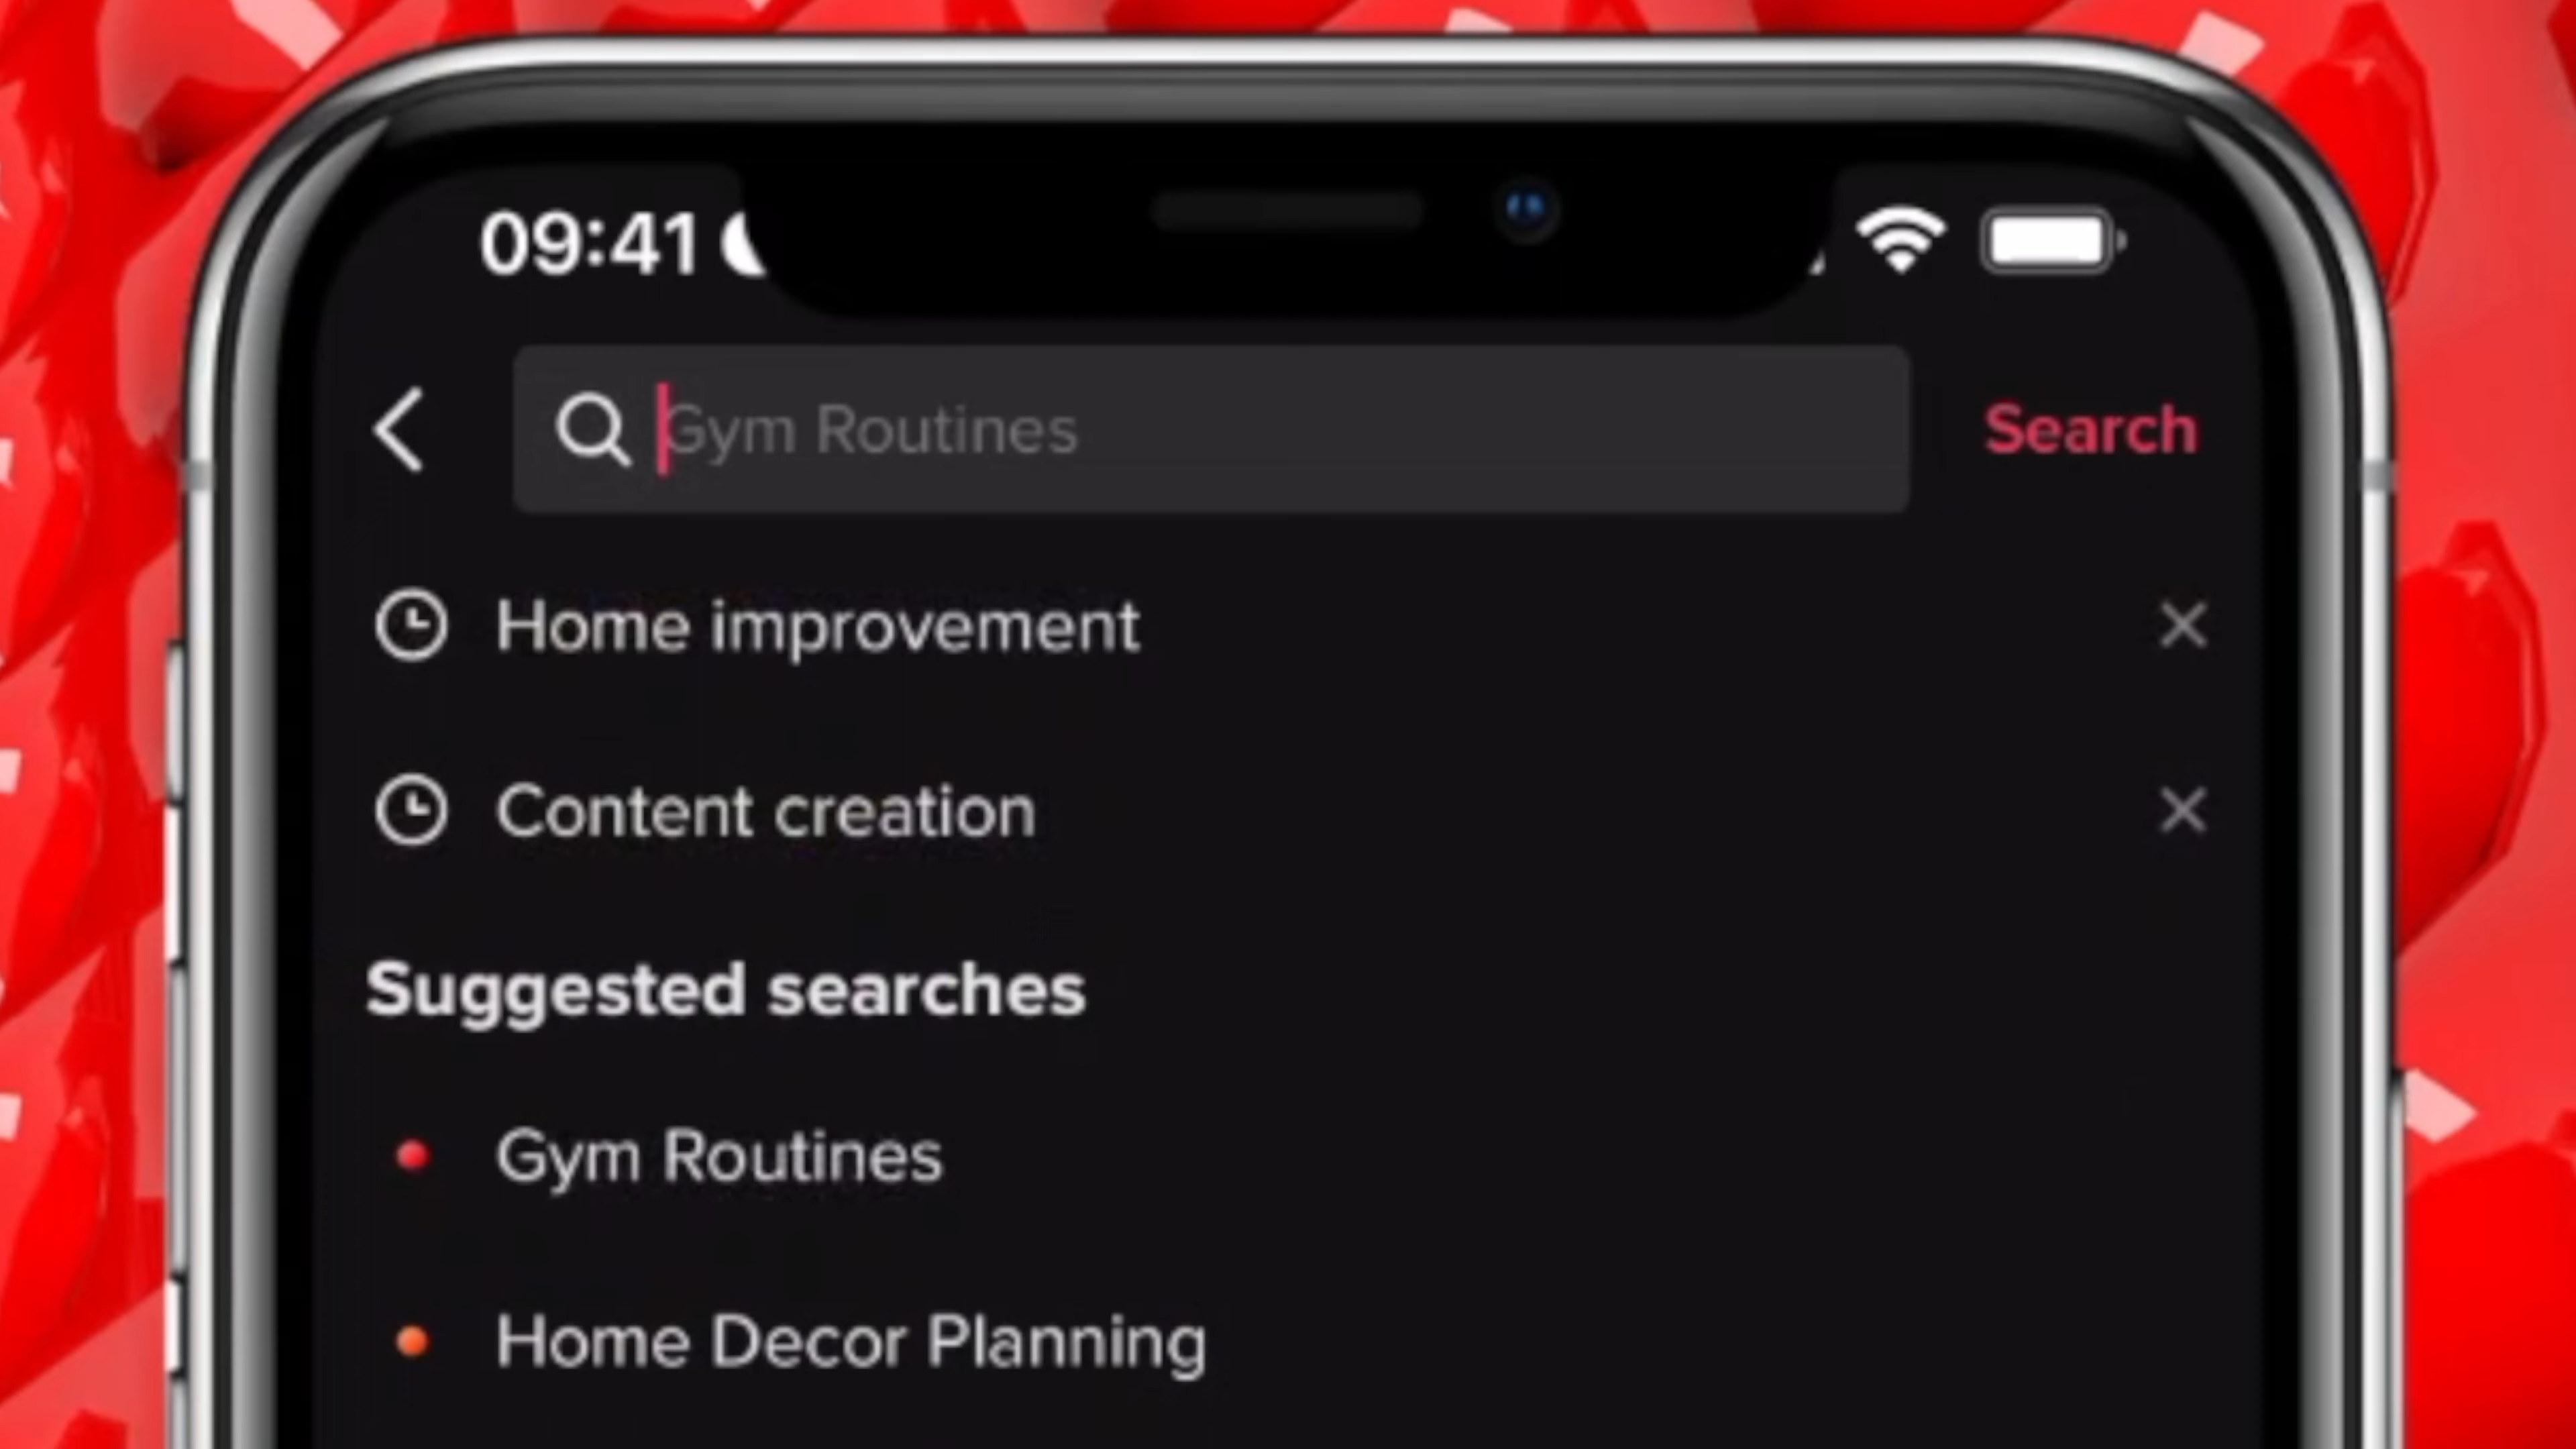 09:41
Gym Routines
Search
Home improvement
Content creation
Suggested searches
Gym Routines
Home Decor Planning